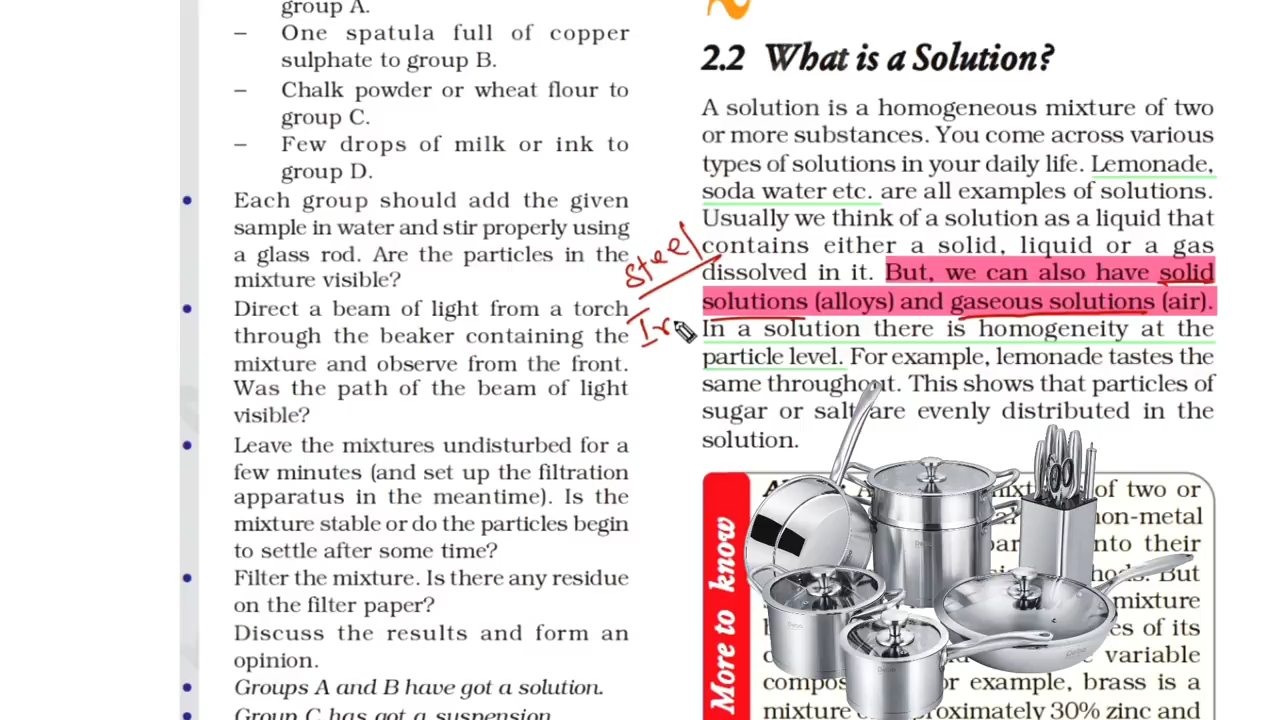 group A.
– One spatula full of copper
sulphate to group B.
– Chalk powder or wheat flour to
group C.
– Few drops of milk or ink to
group D.
• Each group should add the given
sample in water and stir properly using
a glass rod. Are the particles in the
mixture visible?
• Direct a beam of light from a torch
through the beaker containing the
mixture and observe from the front.
Was the path of the beam of light
visible?
• Leave the mixtures undisturbed for a
few minutes (and set up the filtration
apparatus in the meantime). Is the
mixture stable or do the particles begin
to settle after some time?
• Filter the mixture. Is there any residue
on the filter paper?
Discuss the results and form an
opinion.
• Groups A and B have got a solution.
• Group C has got a suspension
Steel
Ir
2.2 What is a Solution?
A solution is a homogeneous mixture of two
or more substances. You come across various
types of solutions in your daily life. Lemonade,
soda water etc. are all examples of solutions.
Usually we think of a solution as a liquid that
contains either a solid, liquid or a gas
dissolved in it. But, we can also have solid
solutions (alloys) and gaseous solutions (air).
In a solution there is homogeneity at the
particle level. For example, lemonade tastes the
same throughout. This shows that particles of
sugar or salt are evenly distributed in the
solution.
More to know
of two or
non-metal
into their
But
mixture
of its
variable
example, brass is a
30% zinc and